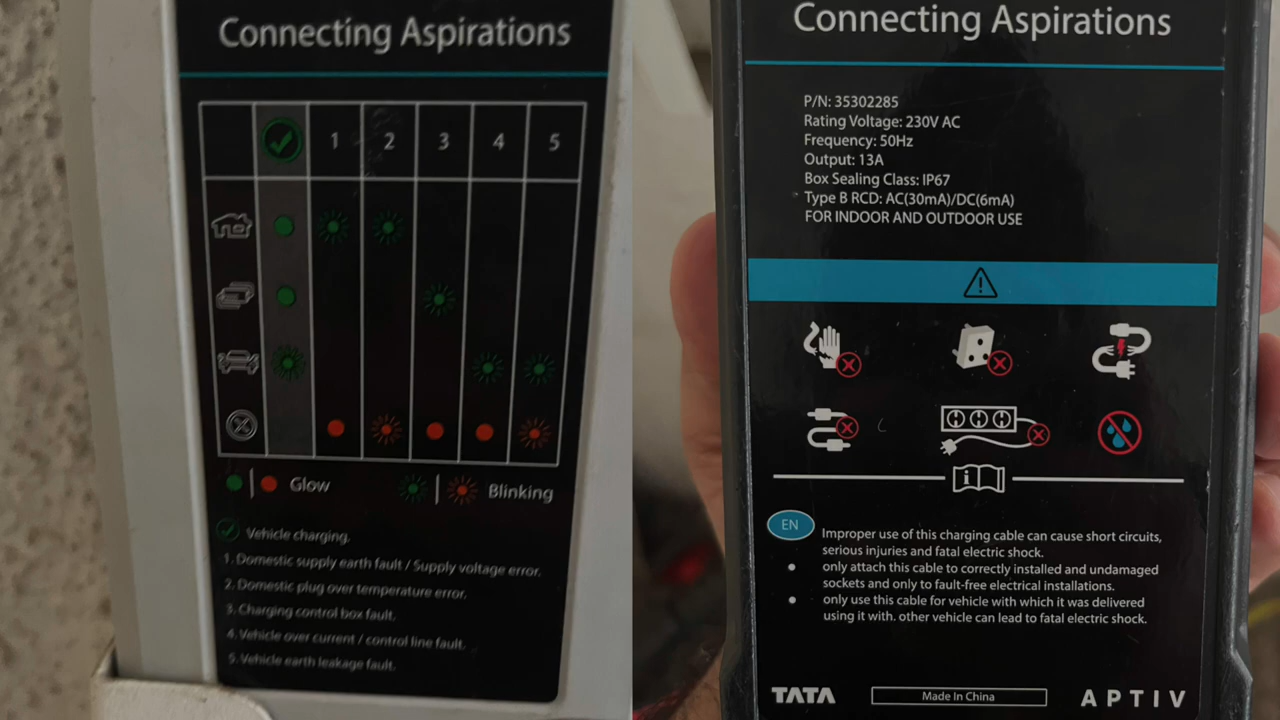 Connecting Aspirations
1 2 3 4 5
Glow
Blinking
Vehicle charging.
1. Domestic supply earth fault / Supply voltage error.
2. Domestic plug over temperature error.
3. Charging control box fault.
4. Vehicle over current / control line fault.
5. Vehicle earth leakage fault.
Connecting Aspirations
P/N: 35302285
Rating Voltage: 230V AC
Frequency: 50Hz
Output: 13A
Box Sealing Class: IP67
Type B RCD: AC(30mA)/DC(6mA)
FOR INDOOR AND OUTDOOR USE
EN
Improper use of this charging cable can cause short circuits,
serious injuries and fatal electric shock.
only attach this cable to correctly installed and undamaged
sockets and only to fault-free electrical installations.
only use this cable for vehicle with which it was delivered
using it with. other vehicle can lead to fatal electric shock.
TATA
Made In China
APTIV